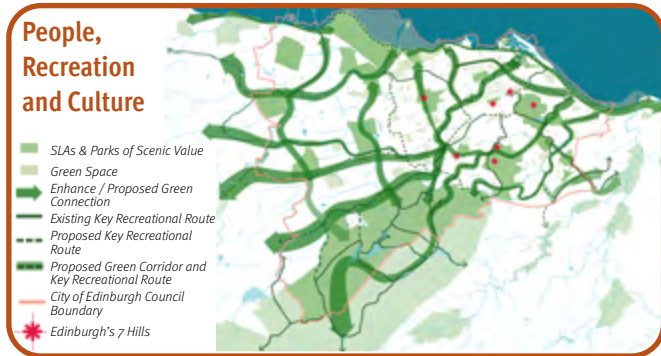 People,
Recreation
and Culture
SLAs & Parks of Scenic Value
Green Space
Enhance / Proposed Green
Connection
Existing Key Recreational Route
Proposed Key Recreational
Route
Proposed Green Corridor and
Key Recreational Route
City of Edinburgh Council
Boundary
Edinburgh's 7 Hills